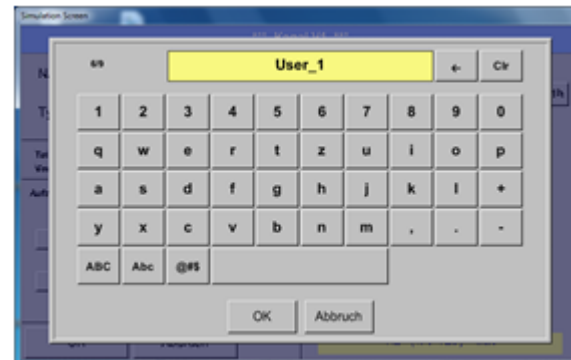 Simulation Screen
6/9 User_1 ← Clr
1 2 3 4 5 6 7 8 9 0
q w e r t z u i o p
a s d f g h j k l +
y x c v b n m , . -
ABC Abc @#$
OK Abbruch